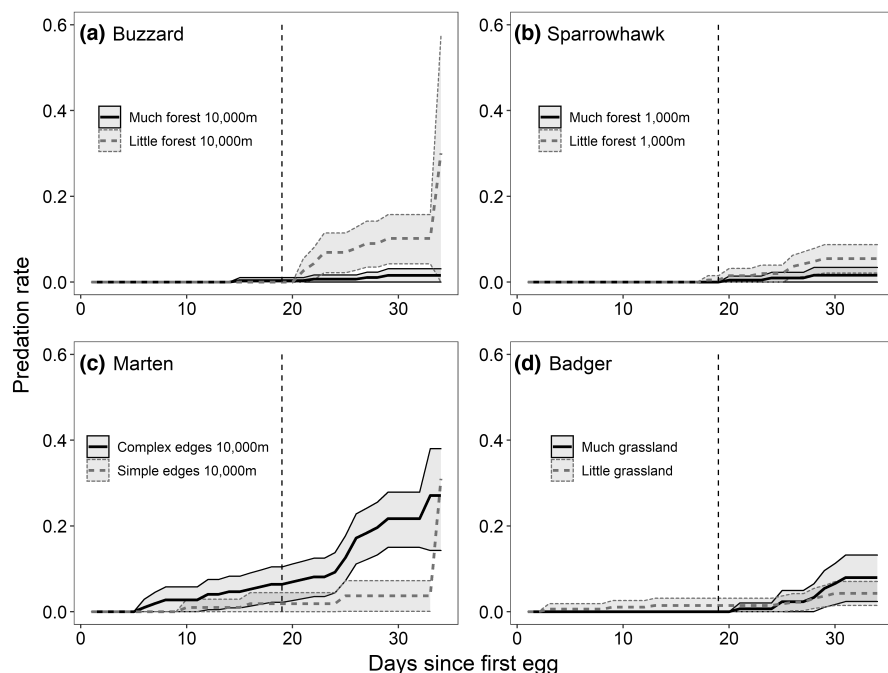 (a) Buzzard
Much forest 10,000m
Little forest 10,000m
0.6
0.4
0.2
0.0
0 10 20 30
(b) Sparrowhawk
Much forest 1,000m
Little forest 1,000m
0.6
0.4
0.2
0.0
0 10 20 30
(c) Marten
Complex edges 10,000m
Simple edges 10,000m
0.6
0.4
0.2
0.0
0 10 20 30
(d) Badger
Much grassland
Little grassland
0.6
0.4
0.2
0.0
0 10 20 30
Predation rate
Days since first egg